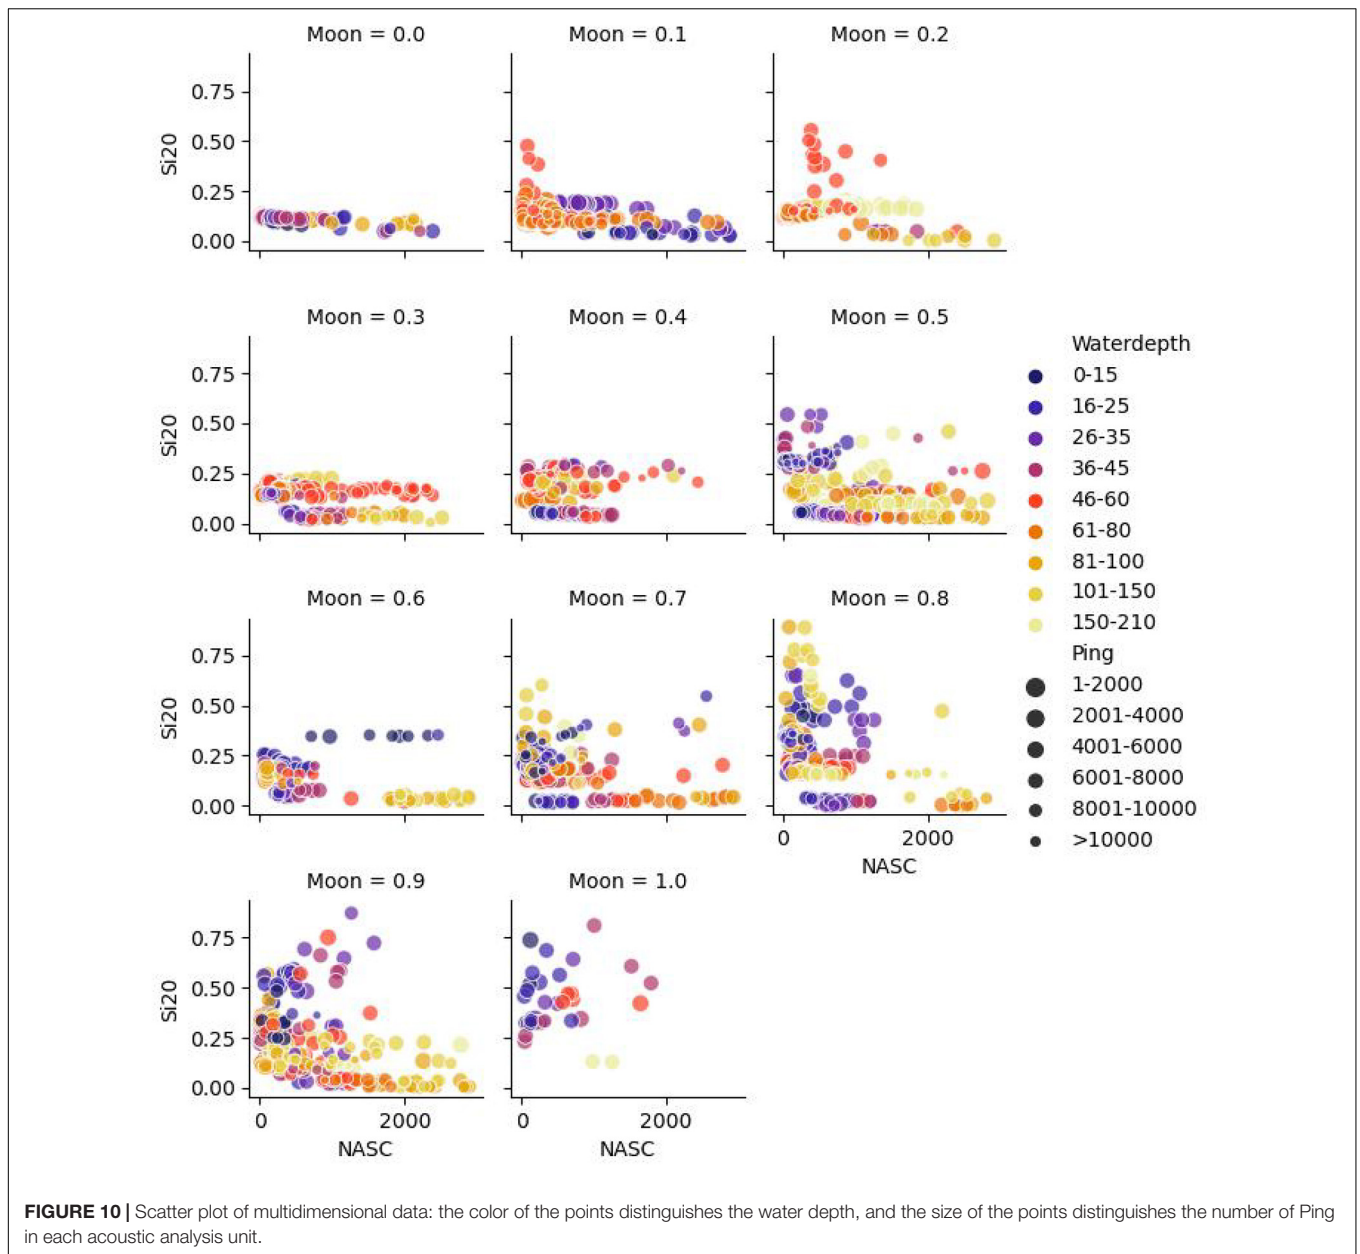 Moon = 0.0 Moon = 0.1 Moon = 0.2
0.75
0.50
0.25
0.00
Si20
Moon = 0.3 Moon = 0.4 Moon = 0.5
0.75
0.50
0.25
0.00
Si20
Waterdepth
0-15
16-25
26-35
36-45
46-60
61-80
81-100
101-150
150-210
Ping
1-2000
2001-4000
4001-6000
6001-8000
8001-10000
>10000
Moon = 0.6 Moon = 0.7 Moon = 0.8
0.75
0.50
0.25
0.00
Si20
0 2000
NASC
Moon = 0.9 Moon = 1.0
0.75
0.50
0.25
0.00
Si20
0 2000 0 2000
NASC NASC
FIGURE 10 | Scatter plot of multidimensional data: the color of the points distinguishes the water depth, and the size of the points distinguishes the number of Ping
in each acoustic analysis unit.